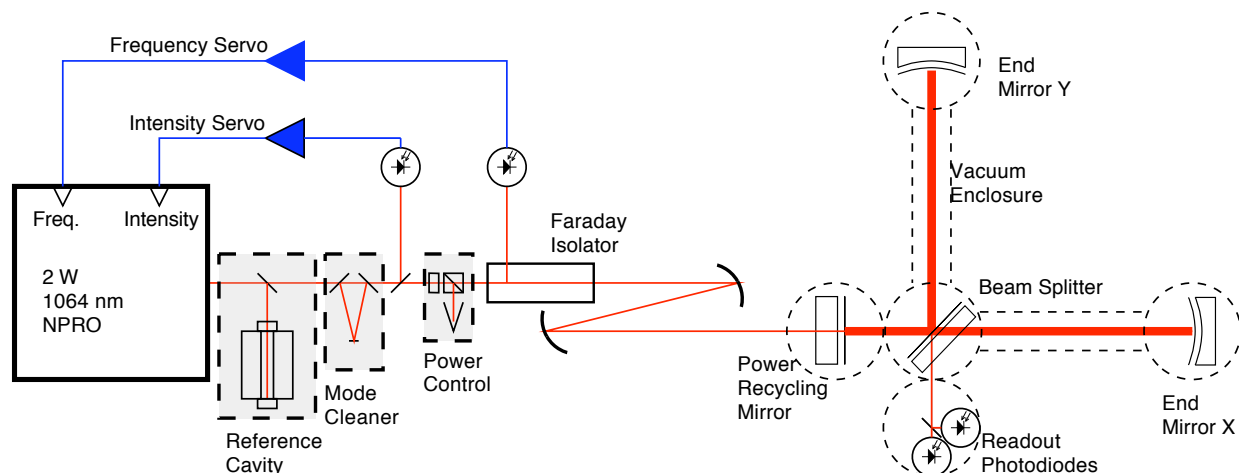 Frequency Servo
Intensity Servo
Freq.
Intensity
2 W
1064 nm
NPRO
Reference
Cavity
Mode
Cleaner
Power
Control
Faraday
Isolator
End
Mirror Y
Vacuum
Enclosure
Beam Splitter
Power
Recycling
Mirror
End
Mirror X
Readout
Photodiodes